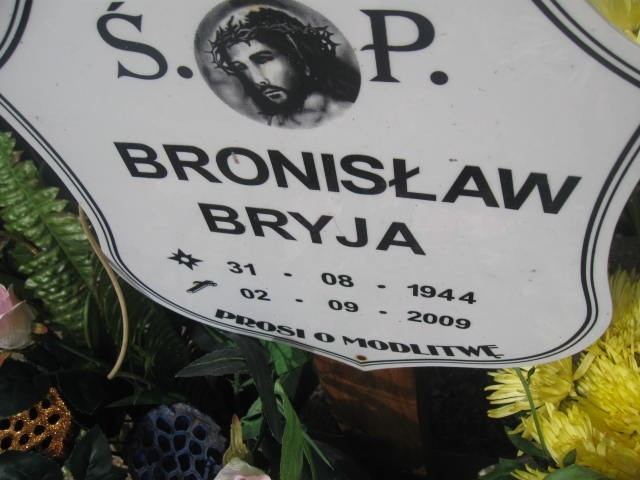 Ś. P.
BRONISŁAW
BRYJA
31 · 08 · 1944
02 · 09 · 2009
PROSI O MODLITWĘ